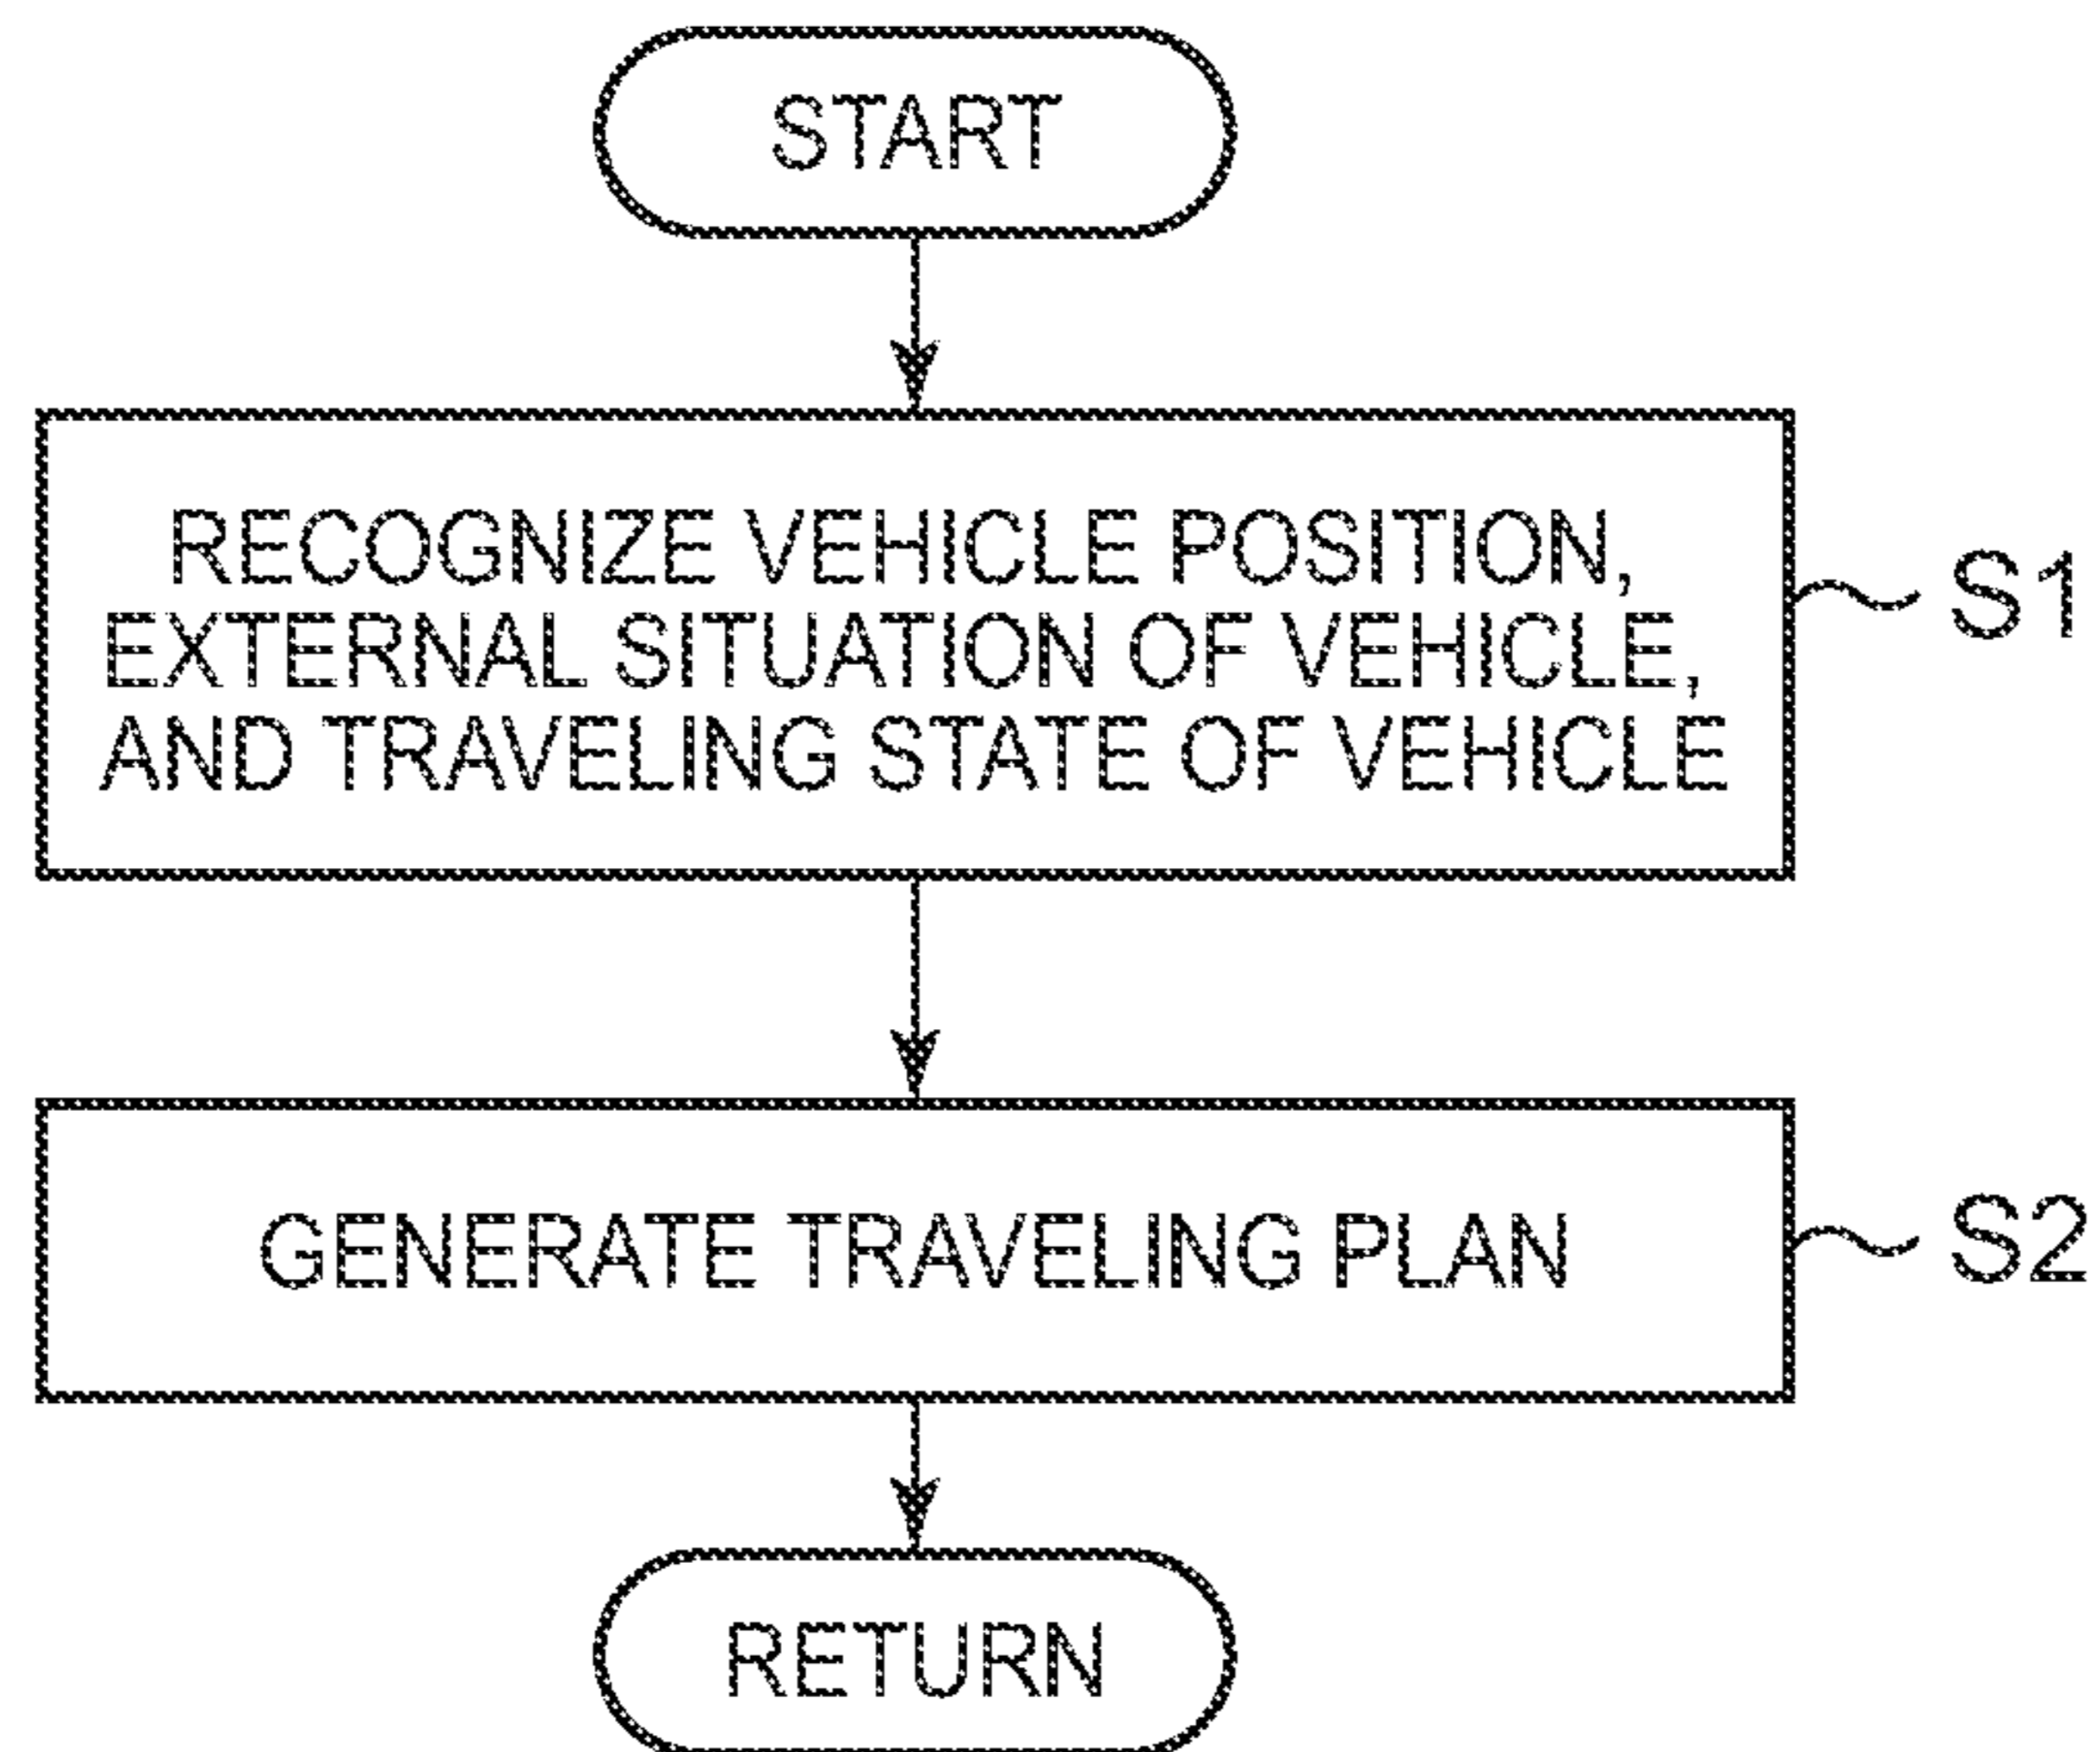 START
RECOGNIZE VEHICLE POSITION,
EXTERNAL SITUATION OF VEHICLE,
AND TRAVELING STATE OF VEHICLE
S1
GENERATE TRAVELING PLAN
S2
RETURN